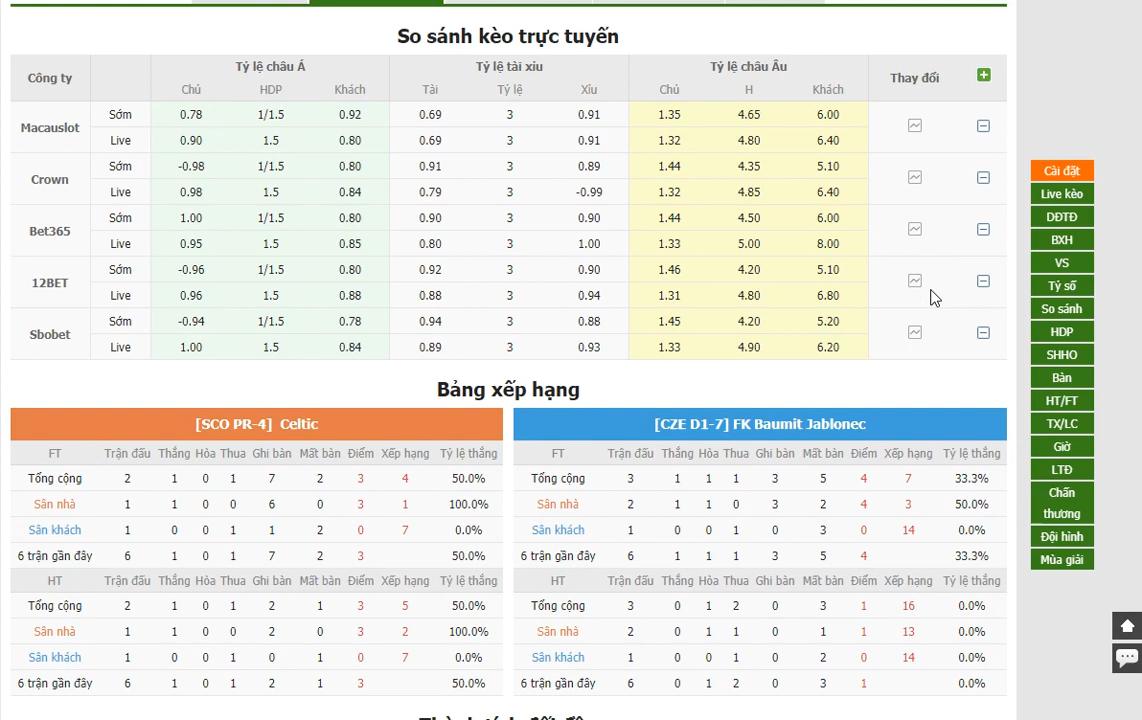 So sánh kèo trực tuyến
Công ty Tỷ lệ châu Á Tỷ lệ tài xỉu Tỷ lệ châu Âu Thay đổi
Chủ HDP Khách Tài Tỷ lệ Xỉu Chủ H Khách
Macauslot
Sớm 0.78 1/1.5 0.92 0.69 3 0.91 1.35 4.65 6.00
Live 0.90 1.5 0.80 0.69 3 0.91 1.32 4.80 6.40
Crown
Sớm -0.98 1/1.5 0.80 0.91 3 0.89 1.44 4.35 5.10
Live 0.98 1.5 0.84 0.79 3 -0.99 1.32 4.85 6.40
Bet365
Sớm 1.00 1/1.5 0.80 0.90 3 0.90 1.44 4.50 6.00
Live 0.95 1.5 0.85 0.80 3 1.00 1.33 5.00 8.00
12BET
Sớm -0.96 1/1.5 0.80 0.92 3 0.90 1.46 4.20 5.10
Live 0.96 1.5 0.88 0.88 3 0.94 1.31 4.80 6.80
Sbobet
Sớm -0.94 1/1.5 0.78 0.94 3 0.88 1.45 4.20 5.20
Live 1.00 1.5 0.84 0.89 3 0.93 1.33 4.90 6.20
Bảng xếp hạng
[SCO PR-4] Celtic
FT Trận đấu Thắng Hòa Thua Ghi bàn Mất bàn Điểm Xếp hạng Tỷ lệ thắng
Tổng cộng 2 1 0 1 7 2 3 4 50.0%
Sân nhà 1 1 0 0 6 0 3 1 100.0%
Sân khách 1 0 0 1 1 2 0 7 0.0%
6 trận gần đây 6 1 0 1 7 2 3 50.0%
HT Trận đấu Thắng Hòa Thua Ghi bàn Mất bàn Điểm Xếp hạng Tỷ lệ thắng
Tổng cộng 2 1 0 1 2 1 3 5 50.0%
Sân nhà 1 1 0 0 2 0 3 2 100.0%
Sân khách 1 0 0 1 0 1 0 7 0.0%
6 trận gần đây 6 1 0 1 2 1 3 50.0%
[CZE D1-7] FK Baumit Jablonec
FT Trận đấu Thắng Hòa Thua Ghi bàn Mất bàn Điểm Xếp hạng Tỷ lệ thắng
Tổng cộng 3 1 1 1 3 5 4 7 33.3%
Sân nhà 2 1 1 0 3 2 4 3 50.0%
Sân khách 1 0 0 1 0 3 0 14 0.0%
6 trận gần đây 6 1 1 1 3 5 4 33.3%
HT Trận đấu Thắng Hòa Thua Ghi bàn Mất bàn Điểm Xếp hạng Tỷ lệ thắng
Tổng cộng 3 0 1 2 0 3 1 16 0.0%
Sân nhà 2 0 1 1 0 1 1 13 0.0%
Sân khách 1 0 0 1 0 2 0 14 0.0%
6 trận gần đây 6 0 1 2 0 3 1 0.0%
Cài đặt
Live kèo
DĐTĐ
BXH
VS
Tỷ số
So sánh
HDP
SHHO
Bàn
HT/FT
TX/LC
Giờ
LTĐ
Chấn
thương
Đội hình
Mùa giải